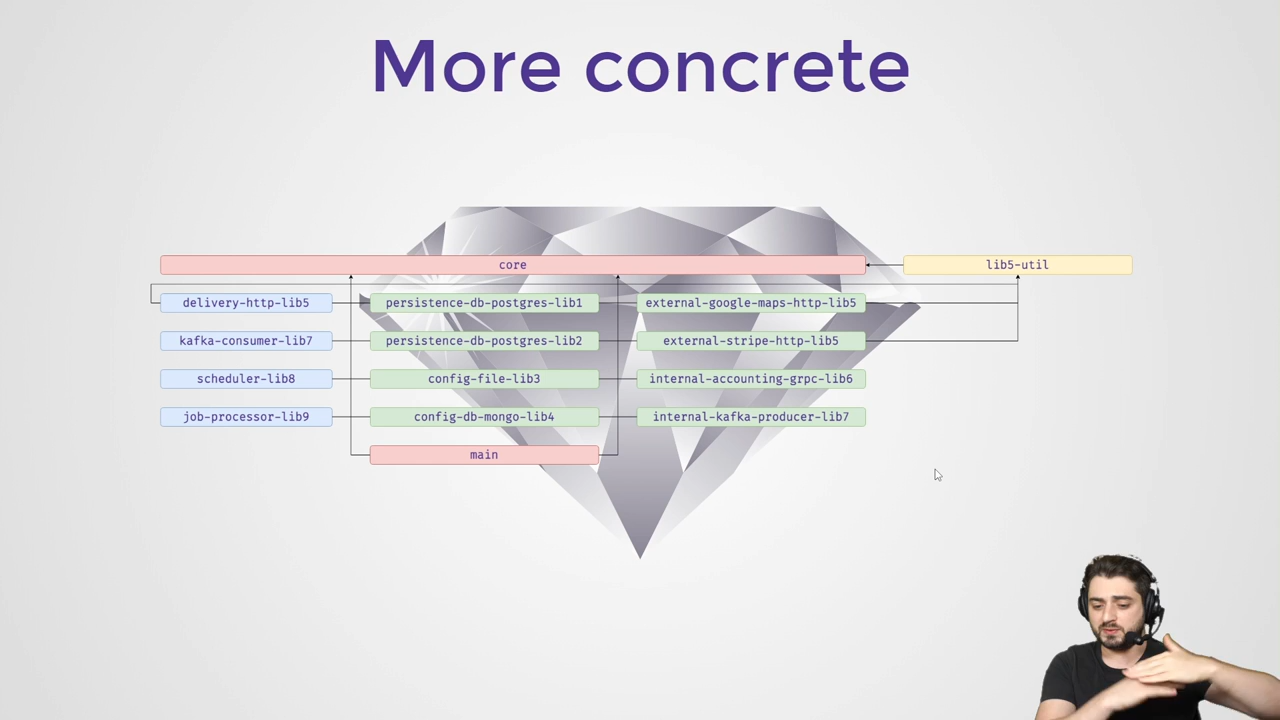 More concrete
core
lib5-util
delivery-http-lib5
persistence-db-postgres-lib1
external-google-maps-http-lib5
kafka-consumer-lib7
persistence-db-postgres-lib2
external-stripe-http-lib5
scheduler-lib8
config-file-lib3
internal-accounting-grpc-lib6
job-processor-lib9
config-db-mongo-lib4
internal-kafka-producer-lib7
main